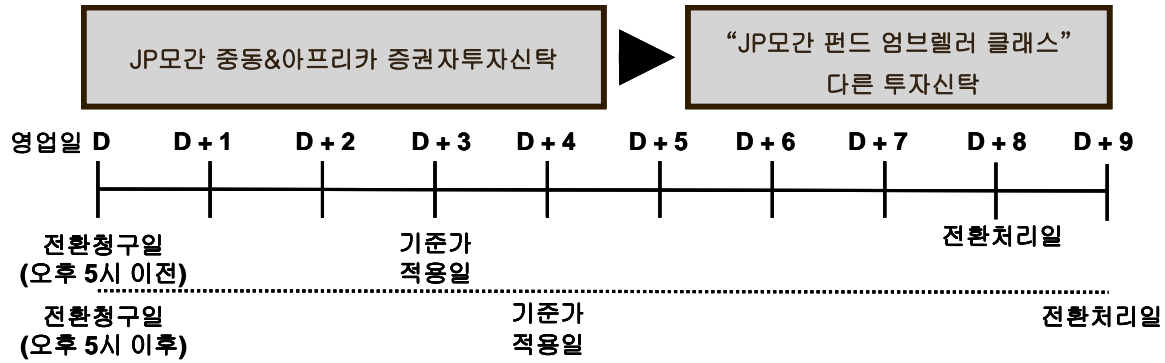 JP모간 중동&아프리카 증권자투자신탁
“JP모간 펀드 엄브렐러 클래스”
다른 투자신탁
영업일 D D + 1 D + 2 D + 3 D + 4 D + 5 D + 6 D + 7 D + 8 D + 9
전환청구일 기준가 전환처리일
(오후 5시 이전) 적용일
전환청구일 기준가 전환처리일
(오후 5시 이후) 적용일